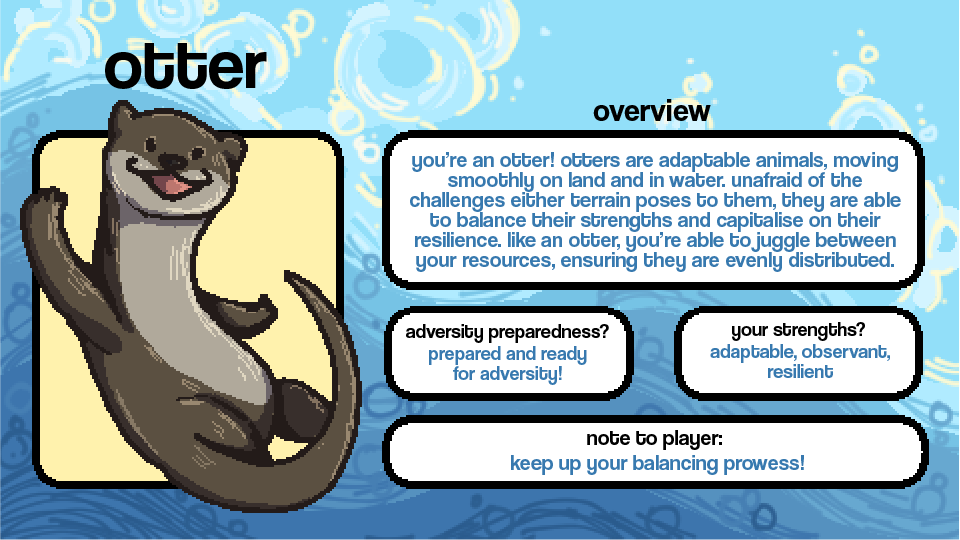 otter
overview
you're an otter! otters are adaptable animals, moving
smoothly on land and in water. unafraid of the
challenges either terrain poses to them, they are able
to balance their strengths and capitalise on their
resilience. like an otter, you're able to juggle between
your resources, ensuring they are evenly distributed.
adversity preparedness?
prepared and ready
for adversity!
your strengths?
adaptable, observant,
resilient
note to player:
keep up your balancing prowess!